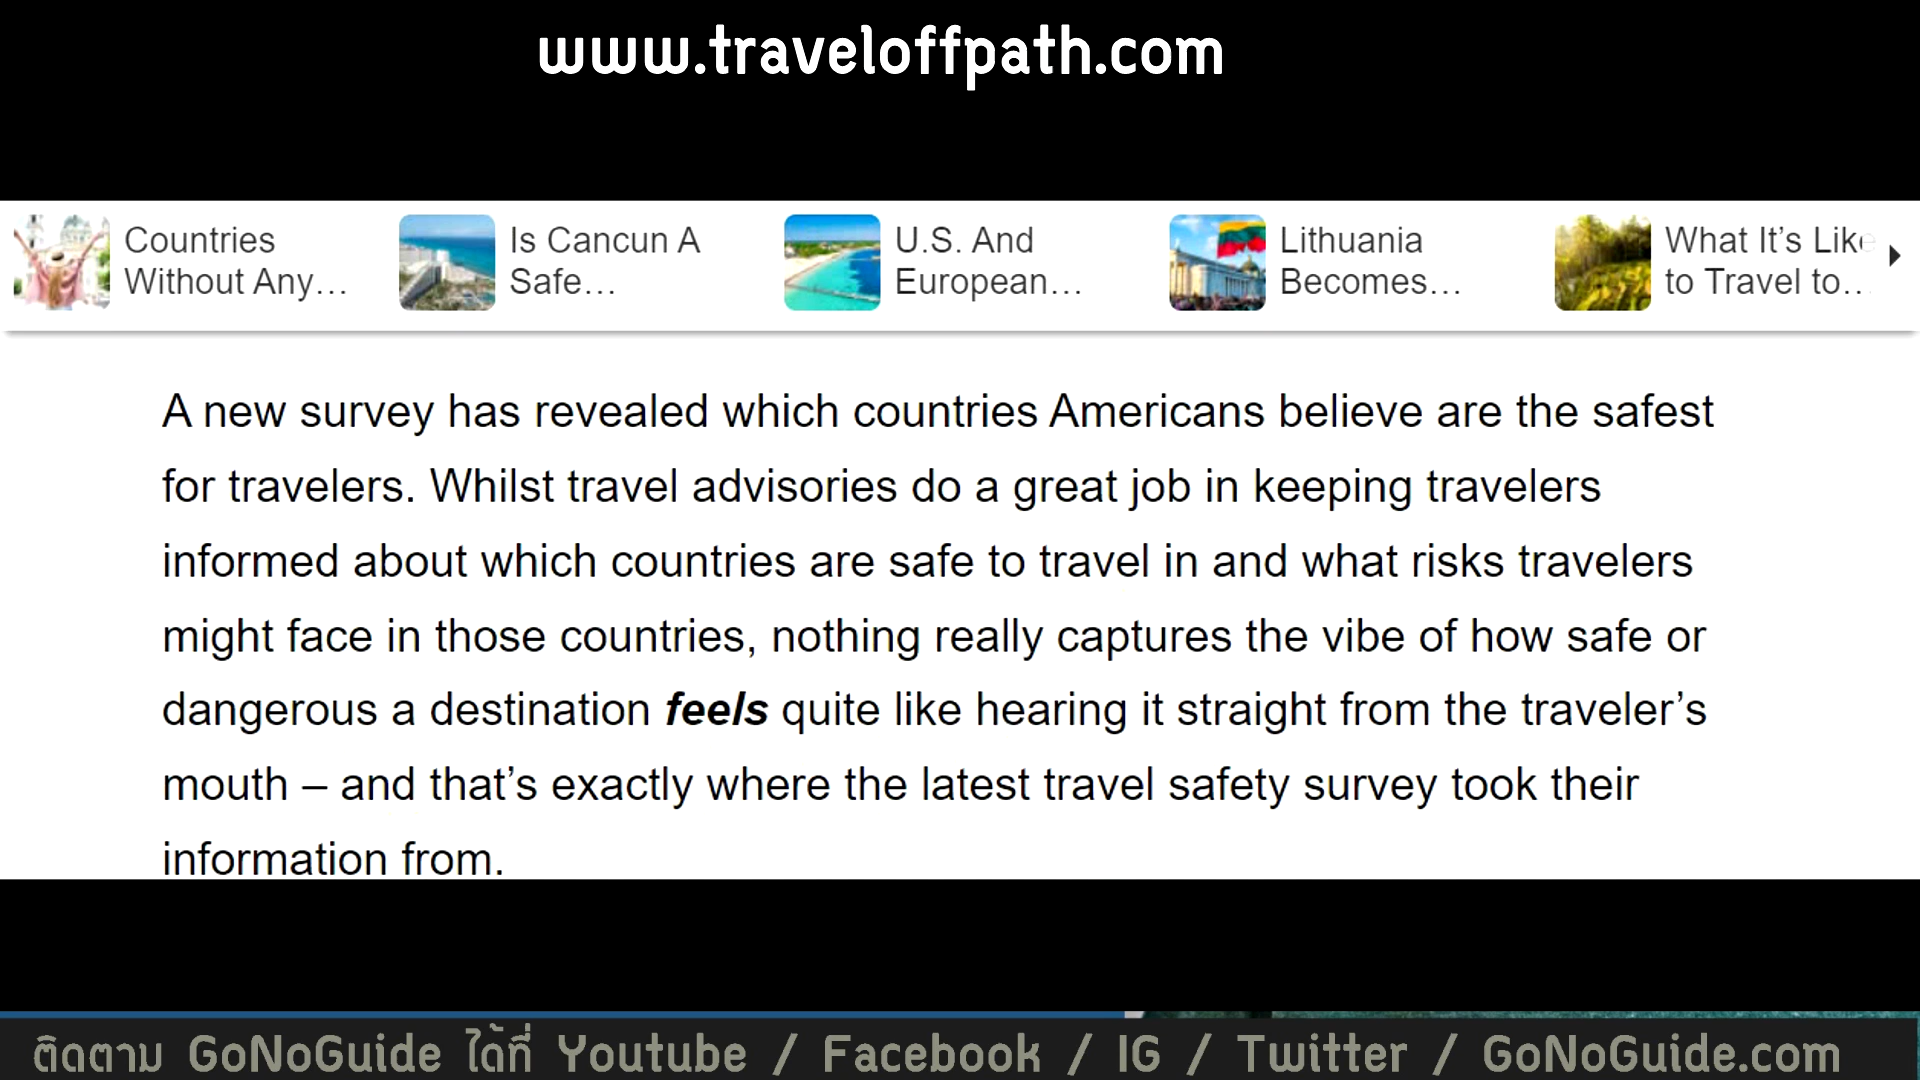 www.traveloffpath.com
Countries
Without Any...
Is Cancun A
Safe...
U.S. And
European...
Lithuania
Becomes...
What It’s Like
to Travel to...
A new survey has revealed which countries Americans believe are the safest
for travelers. Whilst travel advisories do a great job in keeping travelers
informed about which countries are safe to travel in and what risks travelers
might face in those countries, nothing really captures the vibe of how safe or
dangerous a destination feels quite like hearing it straight from the traveler’s
mouth – and that’s exactly where the latest travel safety survey took their
information from.
ติดตาม GoNoGuide ได้ที่ Youtube / Facebook / IG / Twitter / GoNoGuide.com